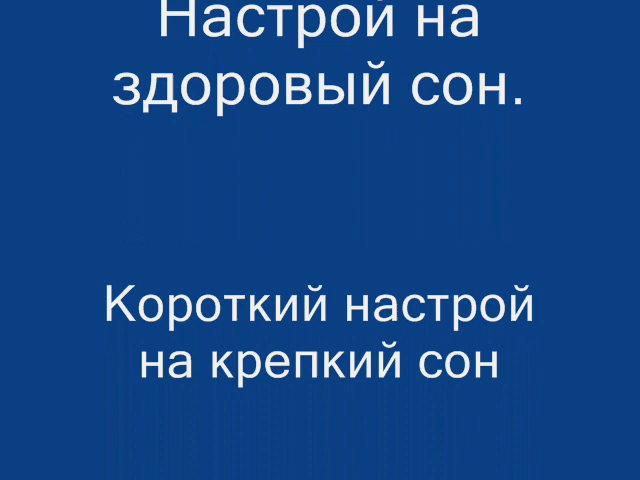 Настрой на
здоровый сон.
Короткий настрой
на крепкий сон